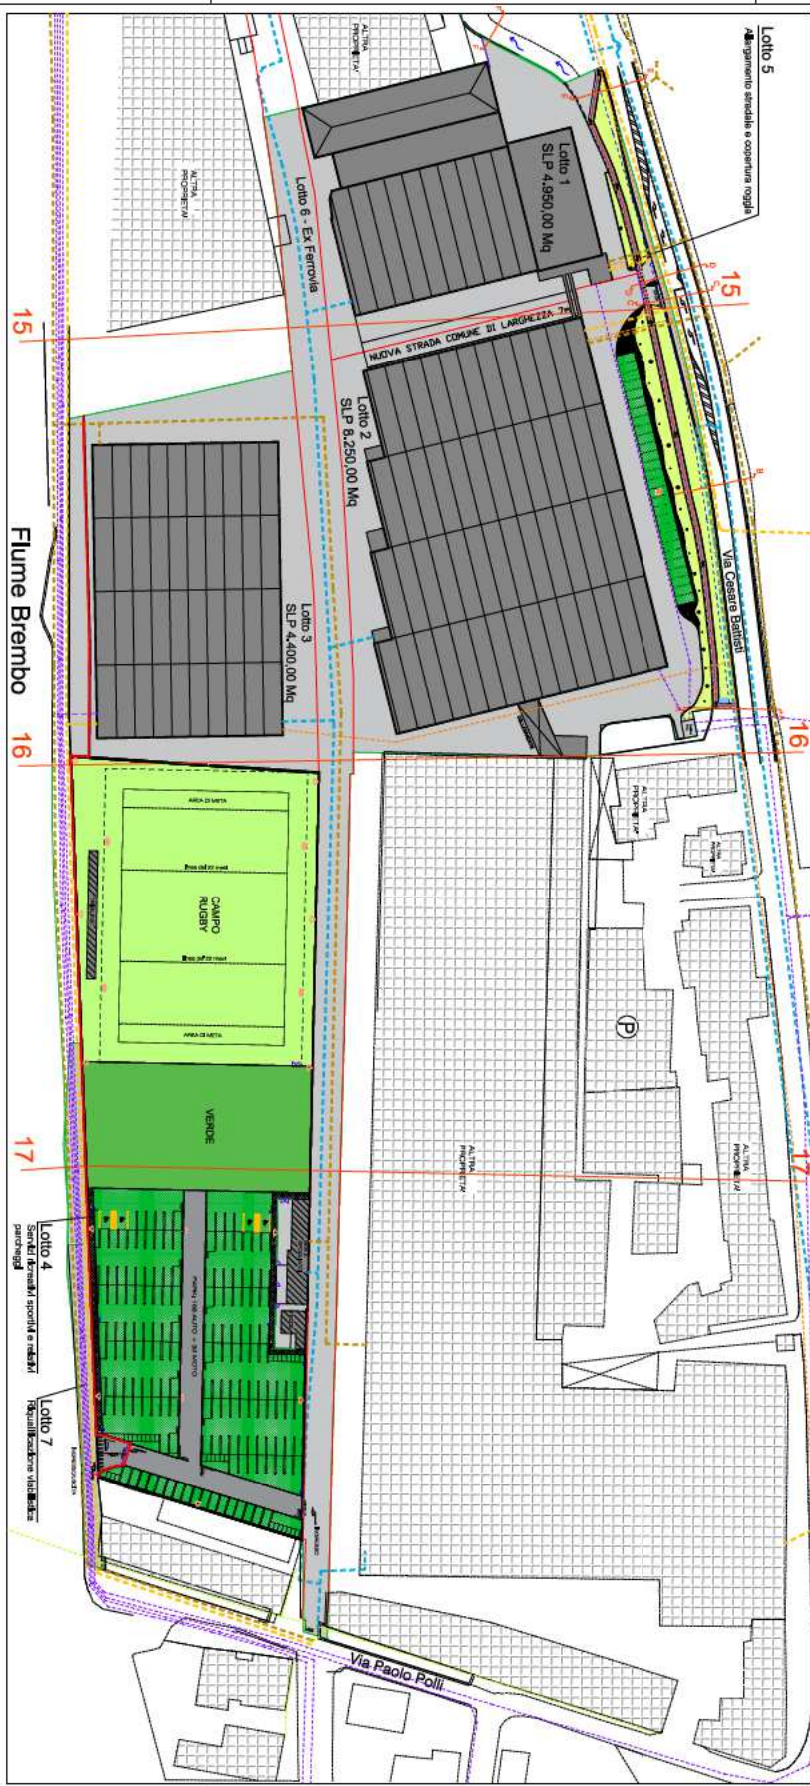 Lotto 5
Allargamento stradale e copertura roggia
ALTRA
PROPRIETA'
ALTRA
PROPRIETA'
Lotto 1
SLP 4.950,00 Mq
Lotto 6 - Ex Ferrovia
15
15
NUOVA STRADA COMUNE DI LARGHEZZA 7m
Lotto 2
SLP 8.250,00 Mq
Via Cesare Battisti
Lotto 3
SLP 4.400,00 Mq
Fiume Brembo
16
16
ALTRA
PROPRIETA'
ALTRA
PROPRIETA'
AREA DI META
CAMPO
RUGBY
AREA DI META
P
VERDE
ALTRA
PROPRIETA'
ALTRA
PROPRIETA'
17
17
Lotto 4
Servizi ricreativi sportivi e relativi
parcheggi
Lotto 7
Riqualificazione viabilistica
Via Paolo Polli